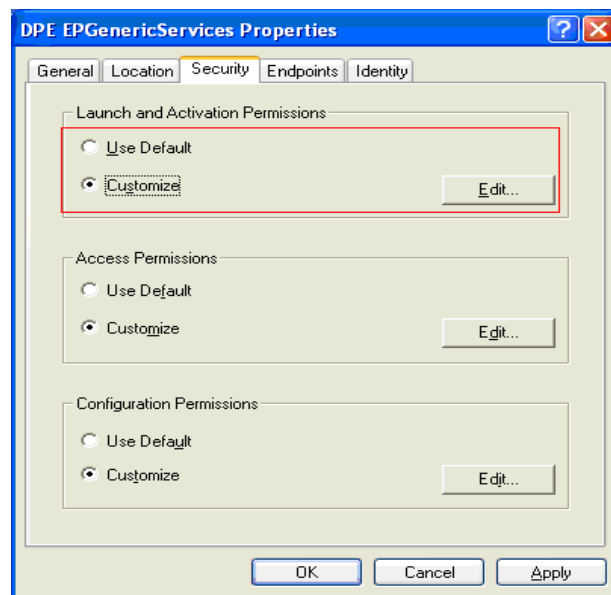 DPE EPGenericServices Properties
General Location Security Endpoints Identity
Launch and Activation Permissions
Use Default
Customize
Edit...
Access Permissions
Use Default
Customize
Edit...
Configuration Permissions
Use Default
Customize
Edit...
OK Cancel Apply